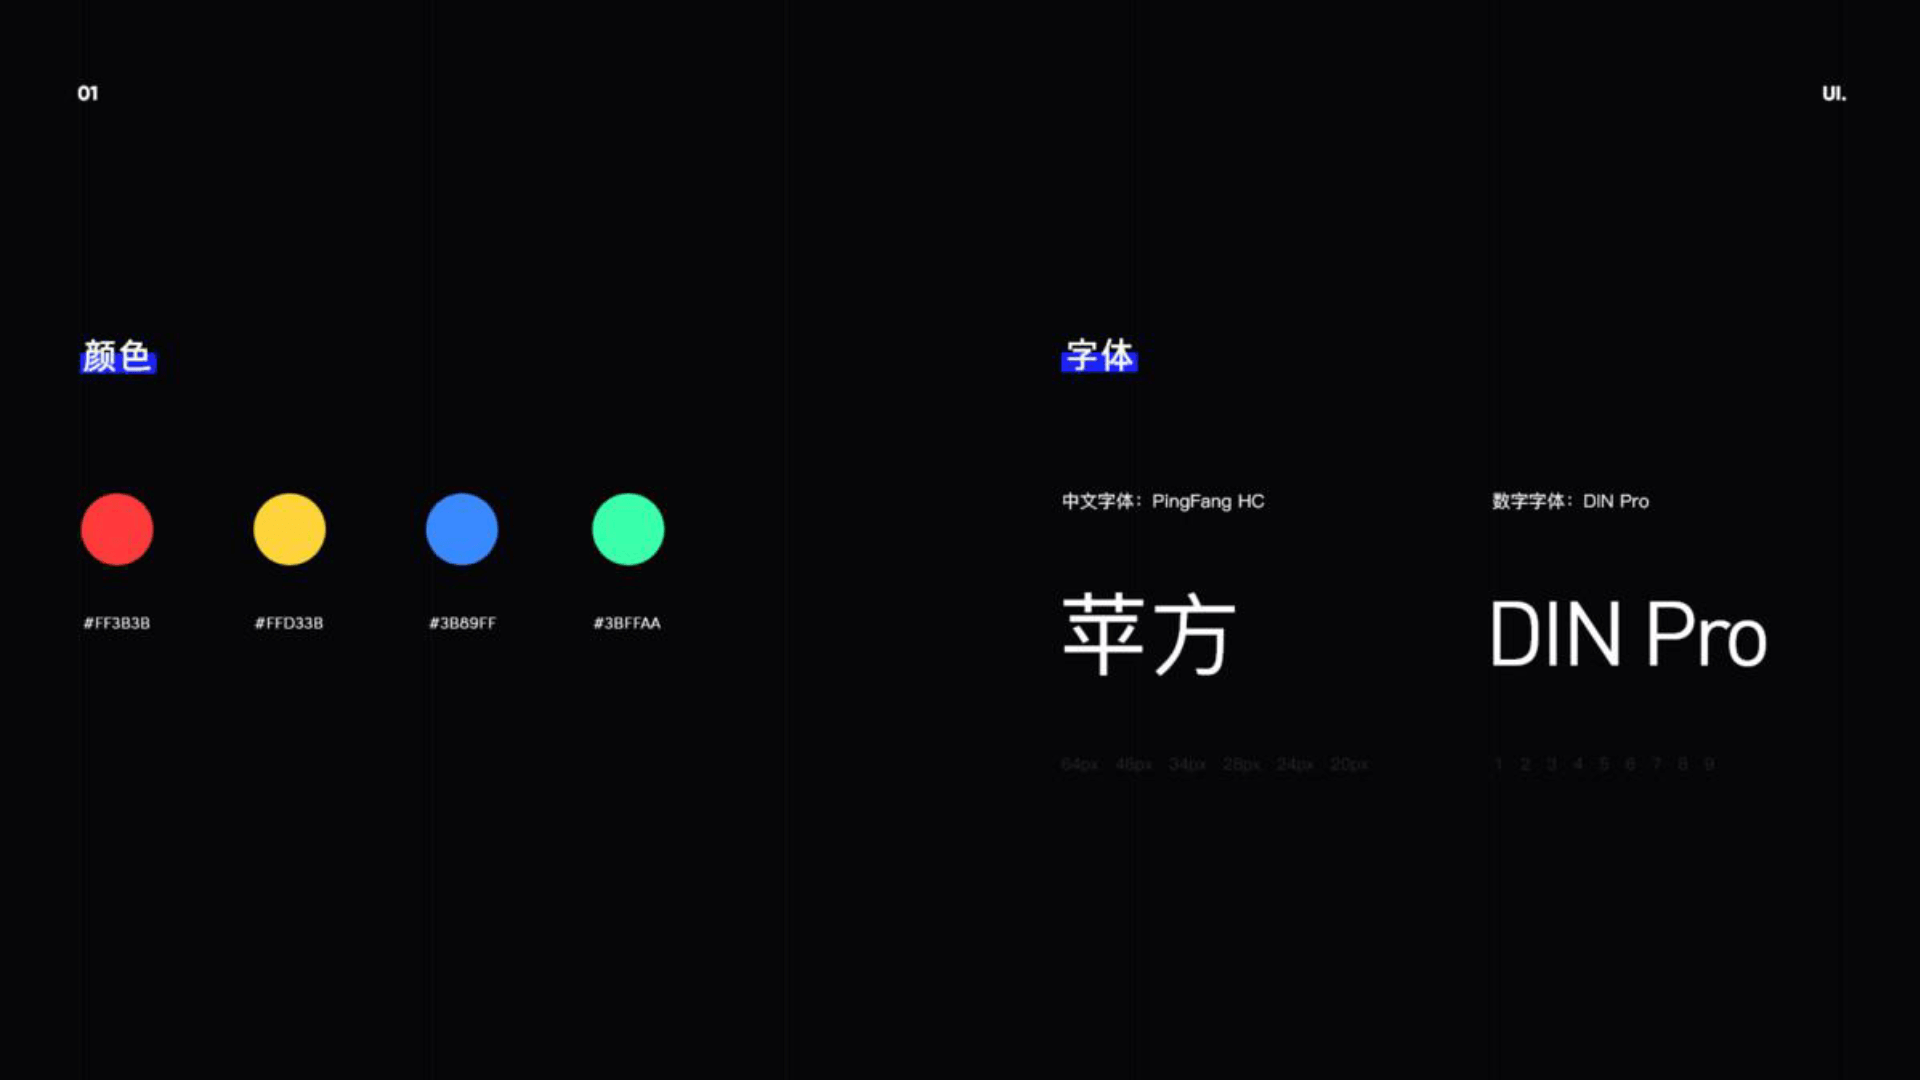 01
UI.
颜色
#FF3B3B
#FFD33B
#3B89FF
#3BFFAA
字体
中文字体：PingFang HC
苹方
64px 48px 34px 28px 24px 20px
数字字体：DIN Pro
DIN Pro
1 2 3 4 5 6 7 8 9